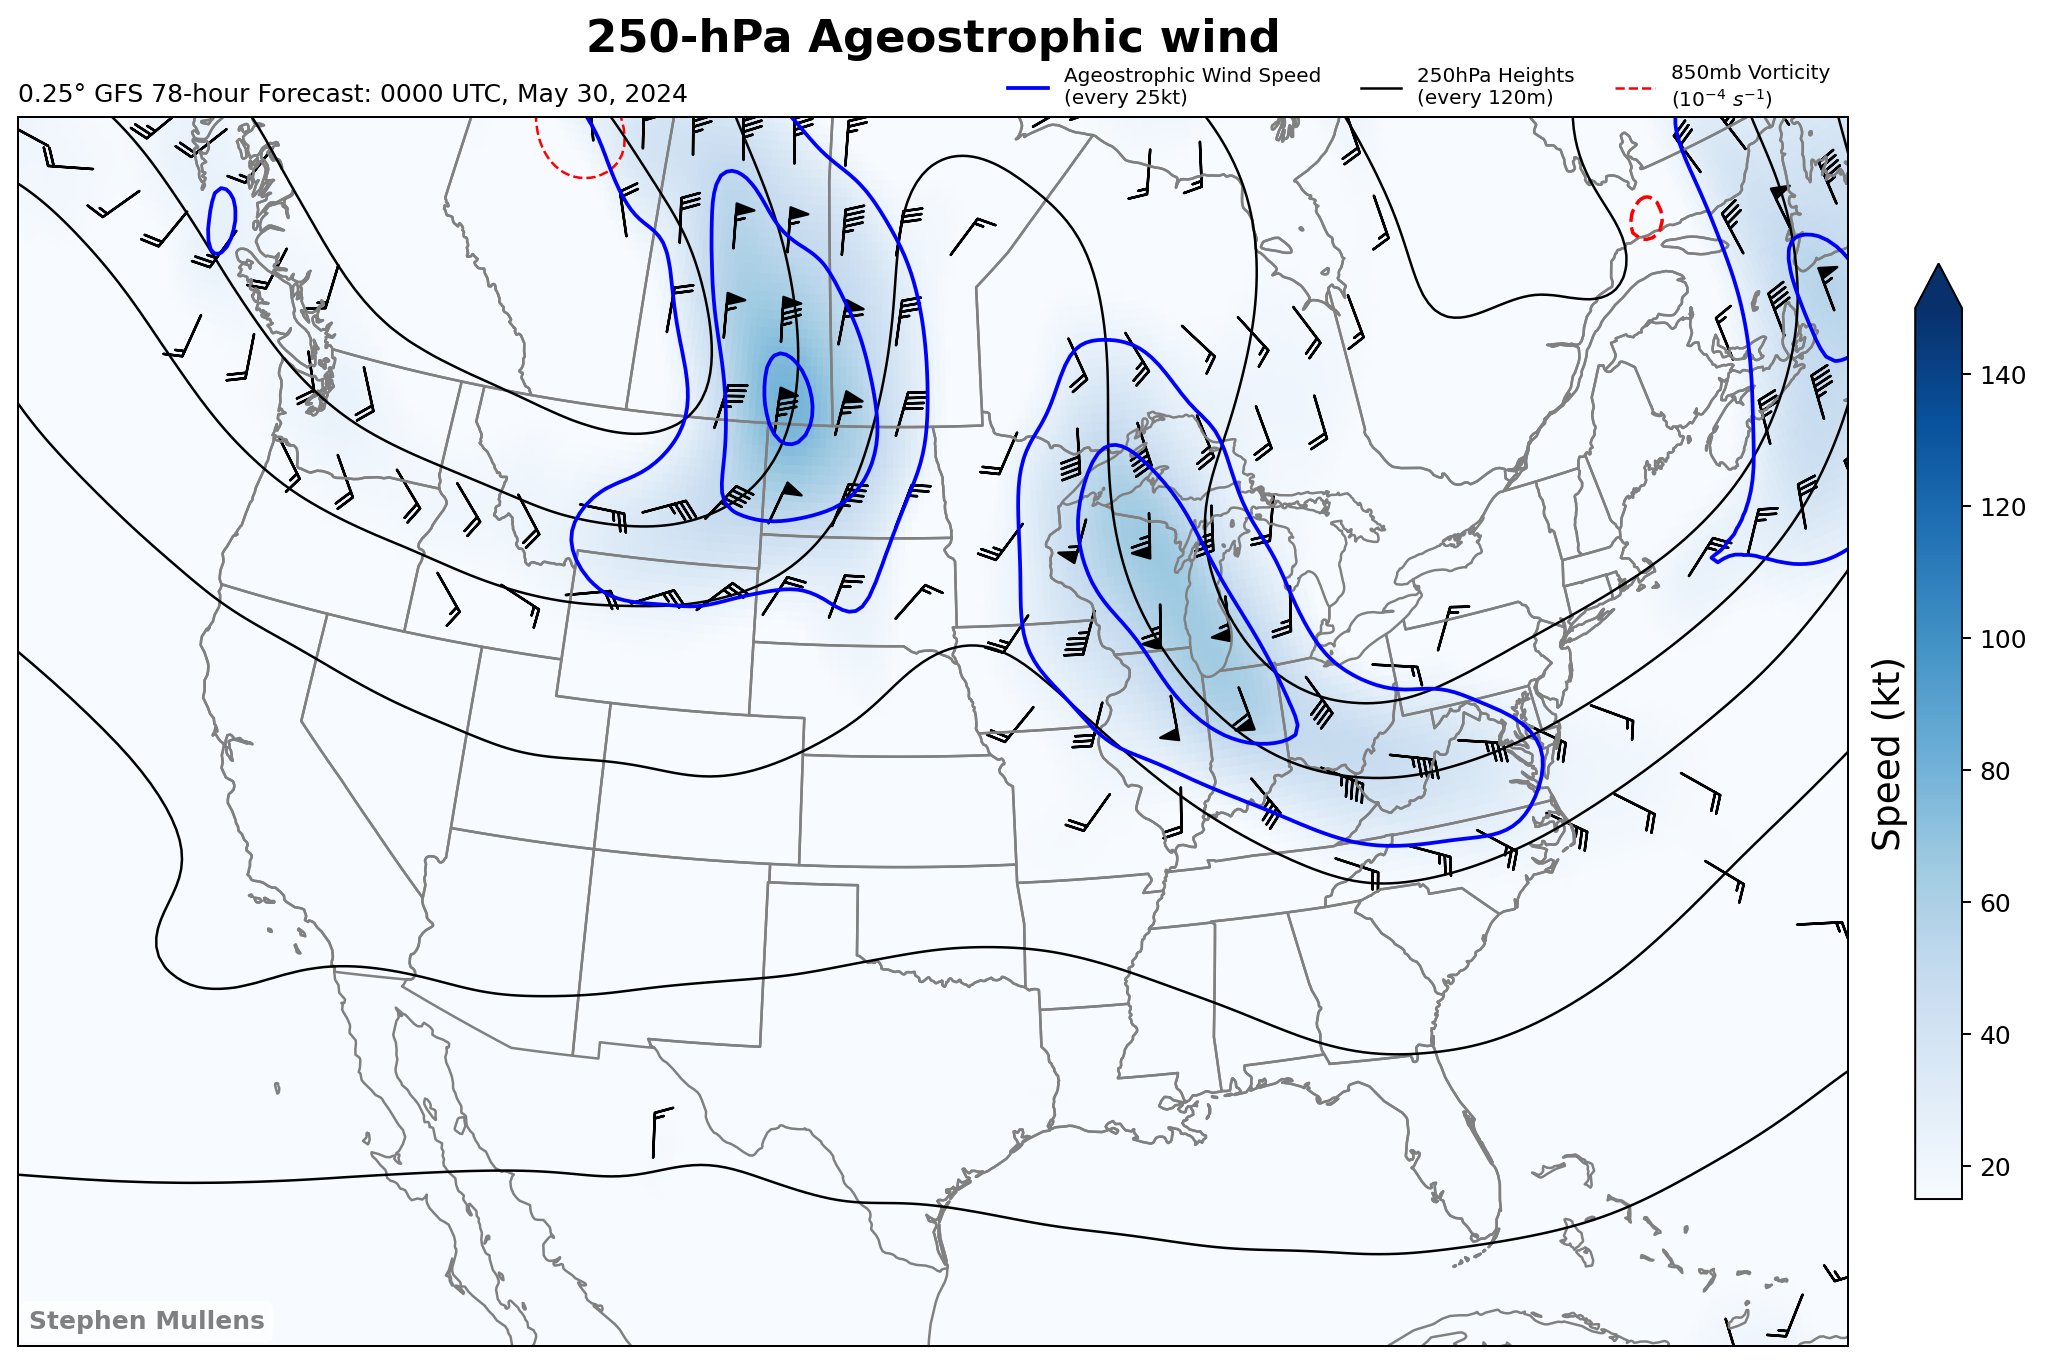 250-hPa Ageostrophic wind
0.25° GFS 78-hour Forecast: 0000 UTC, May 30, 2024
Ageostrophic Wind Speed
(every 25kt)
250hPa Heights
(every 120m)
850mb Vorticity
(10⁻⁴ s⁻¹)
140
120
100
80
60
40
20
Speed (kt)
Stephen Mullens